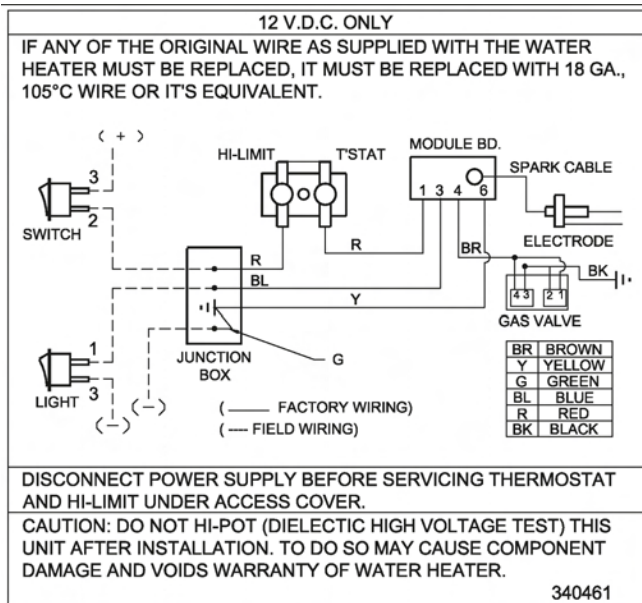 12 V.D.C. ONLY
IF ANY OF THE ORIGINAL WIRE AS SUPPLIED WITH THE WATER
HEATER MUST BE REPLACED, IT MUST BE REPLACED WITH 18 GA.,
105°C WIRE OR IT'S EQUIVALENT.
( + )
3
2
SWITCH
HI-LIMIT
T'STAT
MODULE BD.
1 3 4 6
SPARK CABLE
ELECTRODE
R
R
BL
Y
BR
BK
4 3 2 1
GAS VALVE
JUNCTION
BOX
G
1
3
LIGHT
(-)
(-)
( —— FACTORY WIRING)
( ---- FIELD WIRING)
BR BROWN
Y YELLOW
G GREEN
BL BLUE
R RED
BK BLACK
DISCONNECT POWER SUPPLY BEFORE SERVICING THERMOSTAT
AND HI-LIMIT UNDER ACCESS COVER.
CAUTION: DO NOT HI-POT (DIELECTIC HIGH VOLTAGE TEST) THIS
UNIT AFTER INSTALLATION. TO DO SO MAY CAUSE COMPONENT
DAMAGE AND VOIDS WARRANTY OF WATER HEATER.
340461